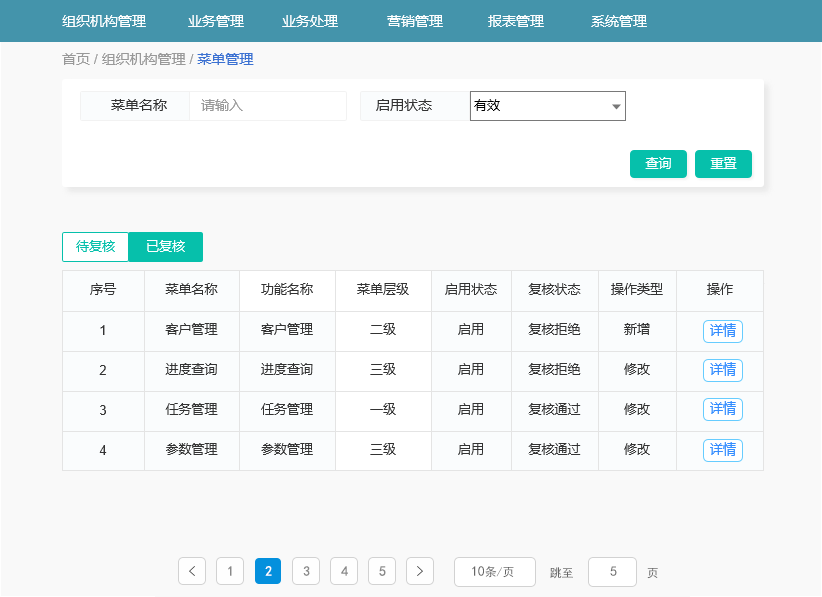 组织机构管理 业务管理 业务处理 营销管理 报表管理 系统管理
首页 / 组织机构管理 / 菜单管理
菜单名称 请输入 启用状态 有效
查询 重置
待复核 已复核
序号 菜单名称 功能名称 菜单层级 启用状态 复核状态 操作类型 操作
1 客户管理 客户管理 二级 启用 复核拒绝 新增 详情
2 进度查询 进度查询 三级 启用 复核拒绝 修改 详情
3 任务管理 任务管理 一级 启用 复核通过 修改 详情
4 参数管理 参数管理 三级 启用 复核通过 修改 详情
< 1 2 3 4 5 > 10条/页 跳至 5 页